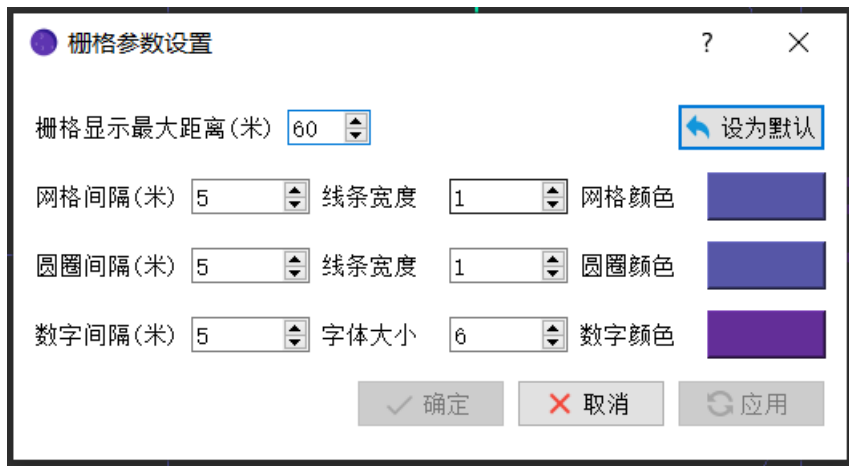 栅格参数设置 ?
栅格显示最大距离(米) 60 设为默认
网格间隔(米) 5 线条宽度 1 网格颜色
圆圈间隔(米) 5 线条宽度 1 圆圈颜色
数字间隔(米) 5 字体大小 6 数字颜色
确定 取消 应用